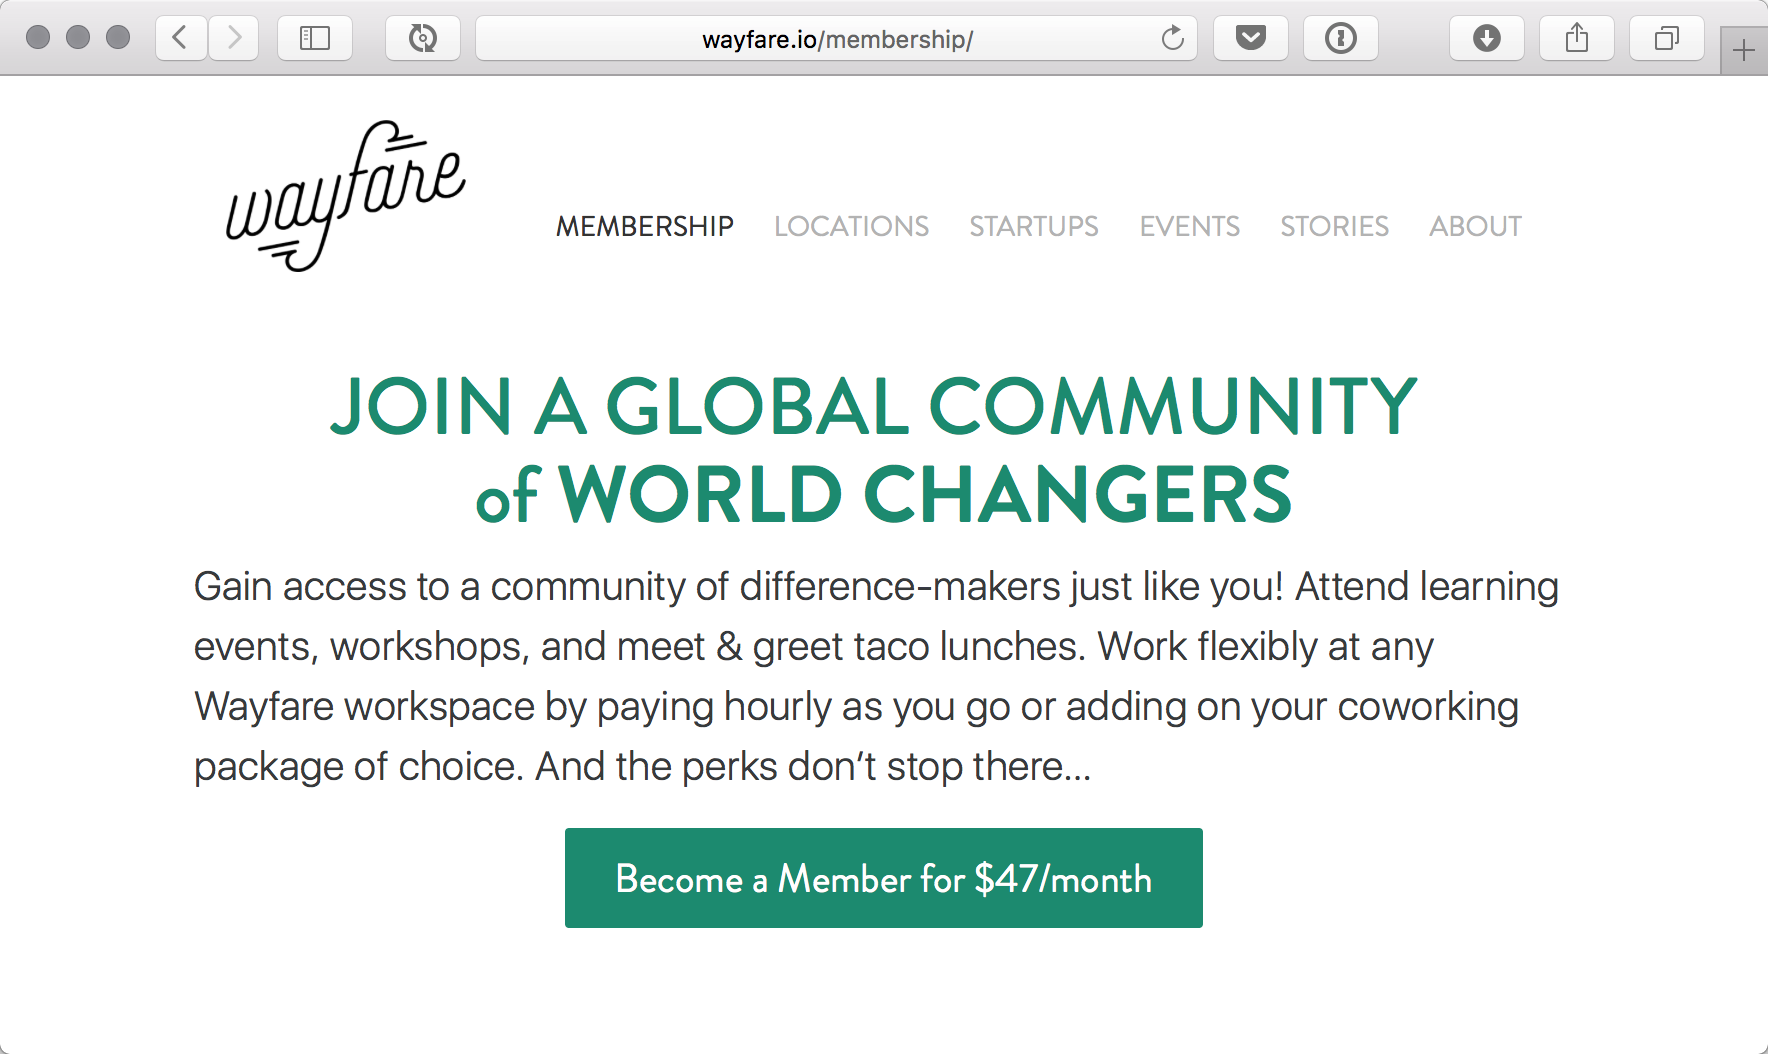 wayfare.io/membership/
wayfare
MEMBERSHIP LOCATIONS STARTUPS EVENTS STORIES ABOUT
JOIN A GLOBAL COMMUNITY
of WORLD CHANGERS
Gain access to a community of difference-makers just like you! Attend learning
events, workshops, and meet & greet taco lunches. Work flexibly at any
Wayfare workspace by paying hourly as you go or adding on your coworking
package of choice. And the perks don’t stop there...
Become a Member for $47/month